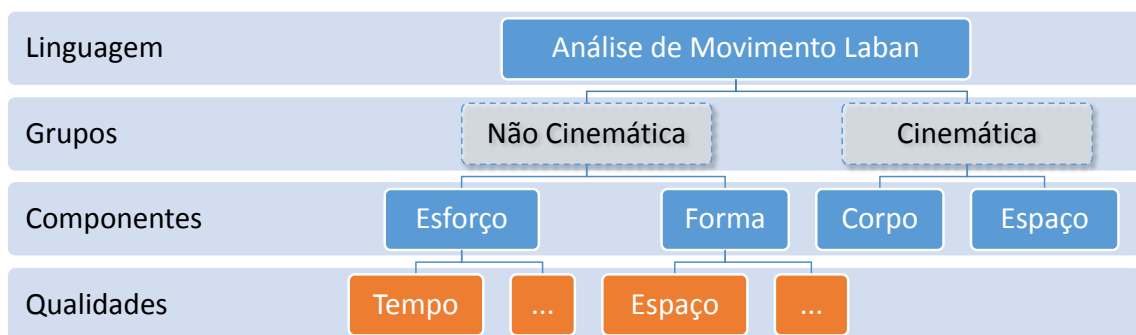 Linguagem
Análise de Movimento Laban
Grupos
Não Cinemática
Cinemática
Componentes
Esforço
Forma
Corpo
Espaço
Qualidades
Tempo
...
Espaço
...